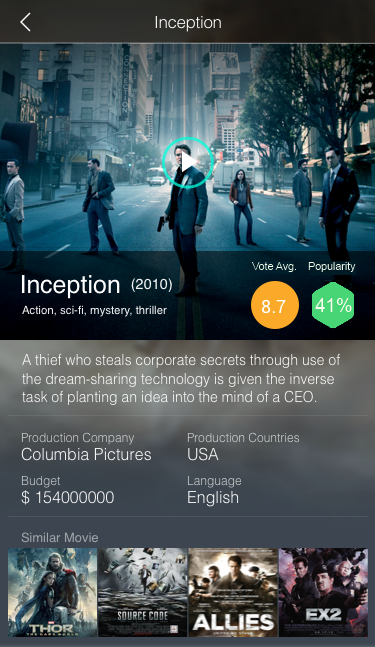 Inception
Vote Avg. Popularity
Inception (2010)
8.7 41%
Action, sci-fi, mystery, thriller
A thief who steals corporate secrets through use of
the dream-sharing technology is given the inverse
task of planting an idea into the mind of a CEO.
Production Company Production Countries
Columbia Pictures USA
Budget Language
$ 154000000 English
Similar Movie
THOR
THE DARK WORLD
SOURCE CODE
ALLIES
EX2